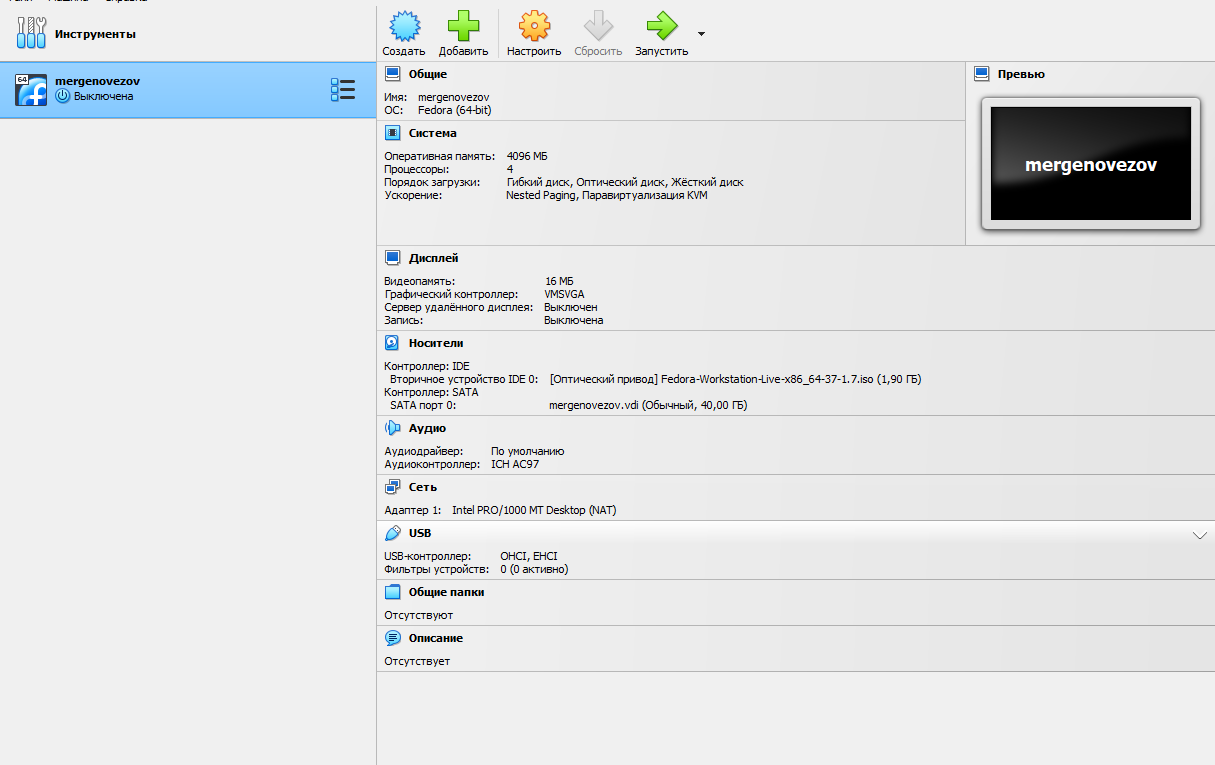 Файл Машина Справка
Инструменты
Создать Добавить Настроить Сбросить Запустить
64
mergenovezov
Выключена
Общие
Имя: mergenovezov
ОС: Fedora (64-bit)
Превью
mergenovezov
Система
Оперативная память: 4096 МБ
Процессоры: 4
Порядок загрузки: Гибкий диск, Оптический диск, Жёсткий диск
Ускорение: Nested Paging, Паравиртуализация KVM
Дисплей
Видеопамять: 16 МБ
Графический контроллер: VMSVGA
Сервер удалённого дисплея: Выключен
Запись: Выключена
Носители
Контроллер: IDE
Вторичное устройство IDE 0: [Оптический привод] Fedora-Workstation-Live-x86_64-37-1.7.iso (1,90 ГБ)
Контроллер: SATA
SATA порт 0: mergenovezov.vdi (Обычный, 40,00 ГБ)
Аудио
Аудиодрайвер: По умолчанию
Аудиоконтроллер: ICH AC97
Сеть
Адаптер 1: Intel PRO/1000 MT Desktop (NAT)
USB
USB-контроллер: OHCI, EHCI
Фильтры устройств: 0 (0 активно)
Общие папки
Отсутствуют
Описание
Отсутствует